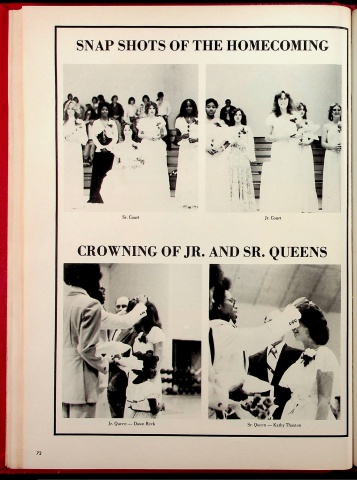 SNAP SHOTS OF THE HOMECOMING
Sr. Court
Jr. Court
CROWNING OF JR. AND SR. QUEENS
Jr. Queen — Dawn Beck
Sr. Queen — Kathy Thaxton
72